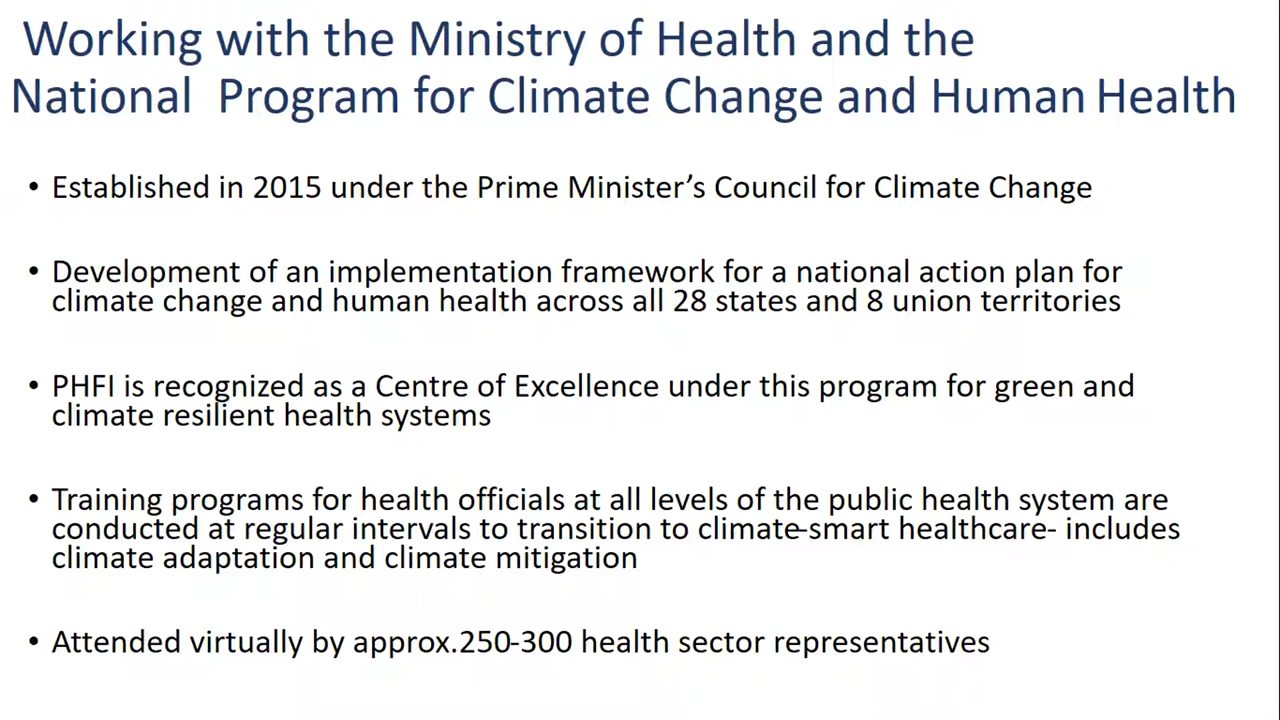 Working with the Ministry of Health and the
National Program for Climate Change and Human Health
• Established in 2015 under the Prime Minister’s Council for Climate Change
• Development of an implementation framework for a national action plan for
climate change and human health across all 28 states and 8 union territories
• PHFI is recognized as a Centre of Excellence under this program for green and
climate resilient health systems
• Training programs for health officials at all levels of the public health system are
conducted at regular intervals to transition to climate-smart healthcare- includes
climate adaptation and climate mitigation
• Attended virtually by approx.250-300 health sector representatives